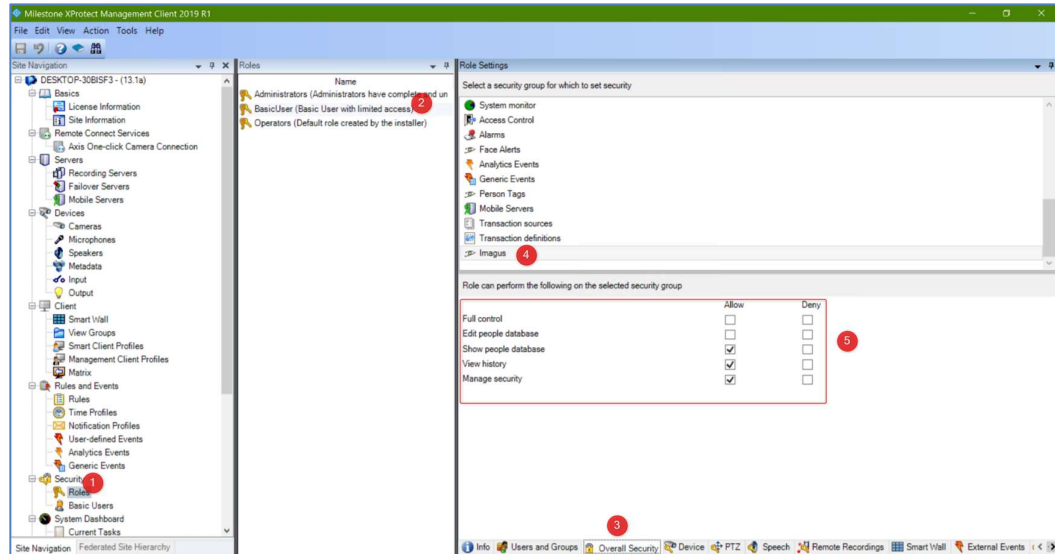 Milestone XProtect Management Client 2019 R1
File Edit View Action Tools Help
Site Navigation
DESKTOP-30BISF3 - (13.1a)
Basics
License Information
Site Information
Remote Connect Services
Axis One-click Camera Connection
Servers
Recording Servers
Failover Servers
Mobile Servers
Devices
Cameras
Microphones
Speakers
Metadata
Input
Output
Client
Smart Wall
View Groups
Smart Client Profiles
Management Client Profiles
Matrix
Rules and Events
Rules
Time Profiles
Notification Profiles
User-defined Events
Analytics Events
Generic Events
Security
1
Roles
Basic Users
System Dashboard
Current Tasks
Site Navigation Federated Site Hierarchy
Roles
Name
Administrators (Administrators have complete and un
BasicUser (Basic User with limited access)
2
Operators (Default role created by the installer)
Role Settings
Select a security group for which to set security
System monitor
Access Control
Alarms
Face Alerts
Analytics Events
Generic Events
Person Tags
Mobile Servers
Transaction sources
Transaction definitions
Imagus
4
Role can perform the following on the selected security group
Allow Deny
Full control
Edit people database
Show people database
5
View history
Manage security
3
Info Users and Groups Overall Security Device PTZ Speech Remote Recordings Smart Wall External Events